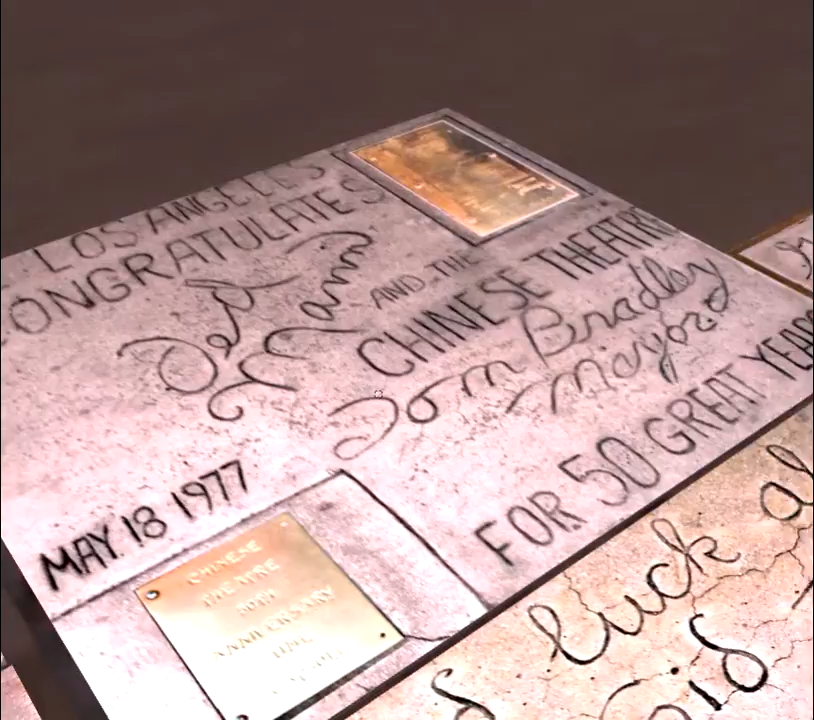 LOS ANGELES
CONGRATULATES
Ted Mann
AND THE
CHINESE THEATRE
Tom Bradley
Mayor
FOR 50 GREAT YEARS
MAY 18 1977
CHINESE
THEATRE
50TH
ANNIVERSARY
luck